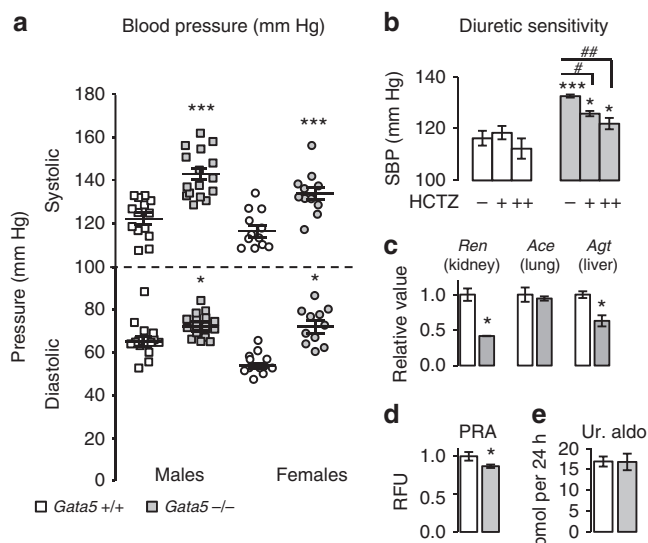 a
Blood pressure (mm Hg)
Pressure (mm Hg)
Systolic
Diastolic
180
160
140
120
100
80
60
40
20
0
***
***
*
*
Males
Females
Gata5 +/+
Gata5 –/–
b
Diuretic sensitivity
SBP (mm Hg)
140
120
100
##
#
***
*
*
HCTZ – + ++ – + ++
c
Ren (kidney)
Ace (lung)
Agt (liver)
Relative value
1.0
0.5
0.0
*
*
d
PRA
RFU
1.0
0.5
0.0
*
e
Ur. aldo
pmol per 24 h
20
15
10
5
0